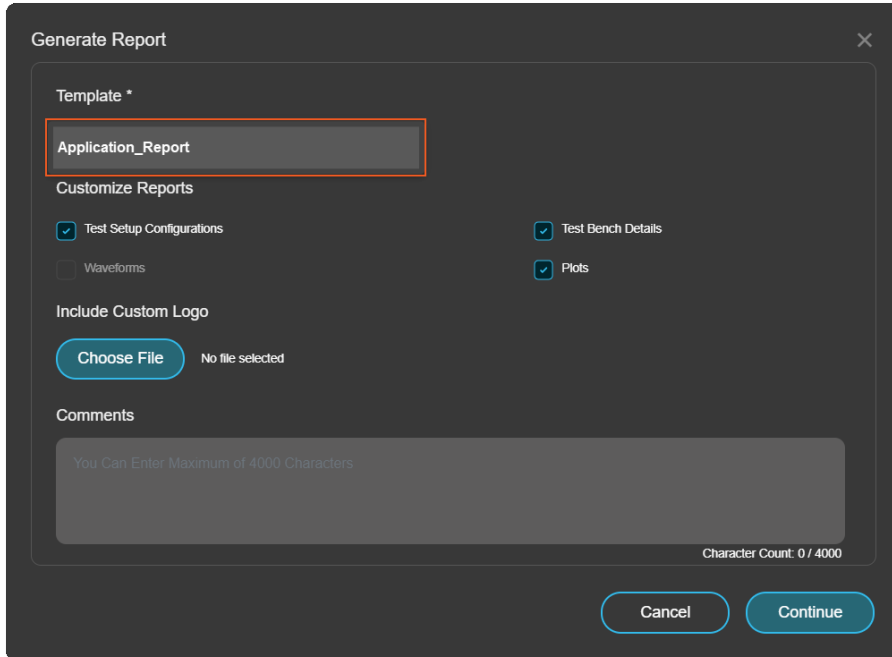 Generate Report
Template *
Application_Report
Customize Reports
Test Setup Configurations
Test Bench Details
Waveforms
Plots
Include Custom Logo
Choose File
No file selected
Comments
You Can Enter Maximum of 4000 Characters
Character Count: 0 / 4000
Cancel
Continue